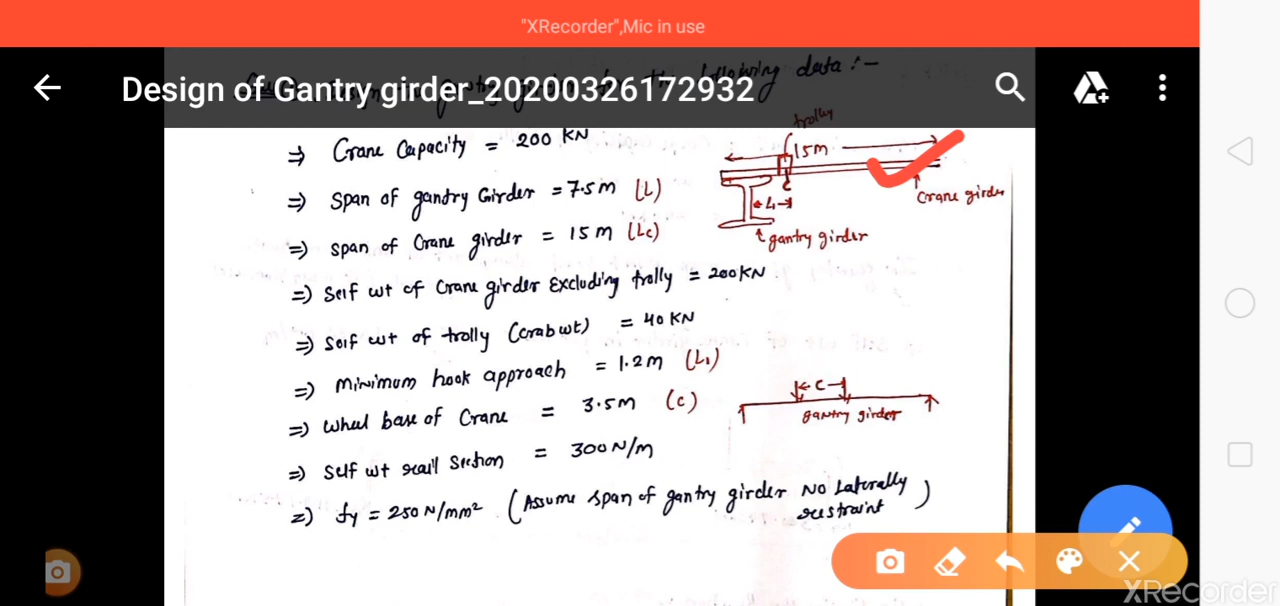 "XRecorder",Mic in use
Design of Gantry girder_20200326172932
following data :-
trolly
⇒ Crane Capacity = 200 KN
15m
⇒ Span of gantry Girder = 7.5m (L)
L1
Crane girder
⇒ Span of Crane girder = 15m (Lc)
gantry girder
⇒ Self wt of Crane girder Excluding trolly = 200KN
⇒ Self wt of trolly (crab wt) = 40 KN
⇒ Minimum hook approach = 1.2m (L1)
⇒ Wheel base of Crane = 3.5m (C)
C
gantry girder
⇒ Self wt rail Section = 300 N/m
⇒ fy = 250 N/mm² (Assume span of gantry girder No Laterally restraint)
XRecorder